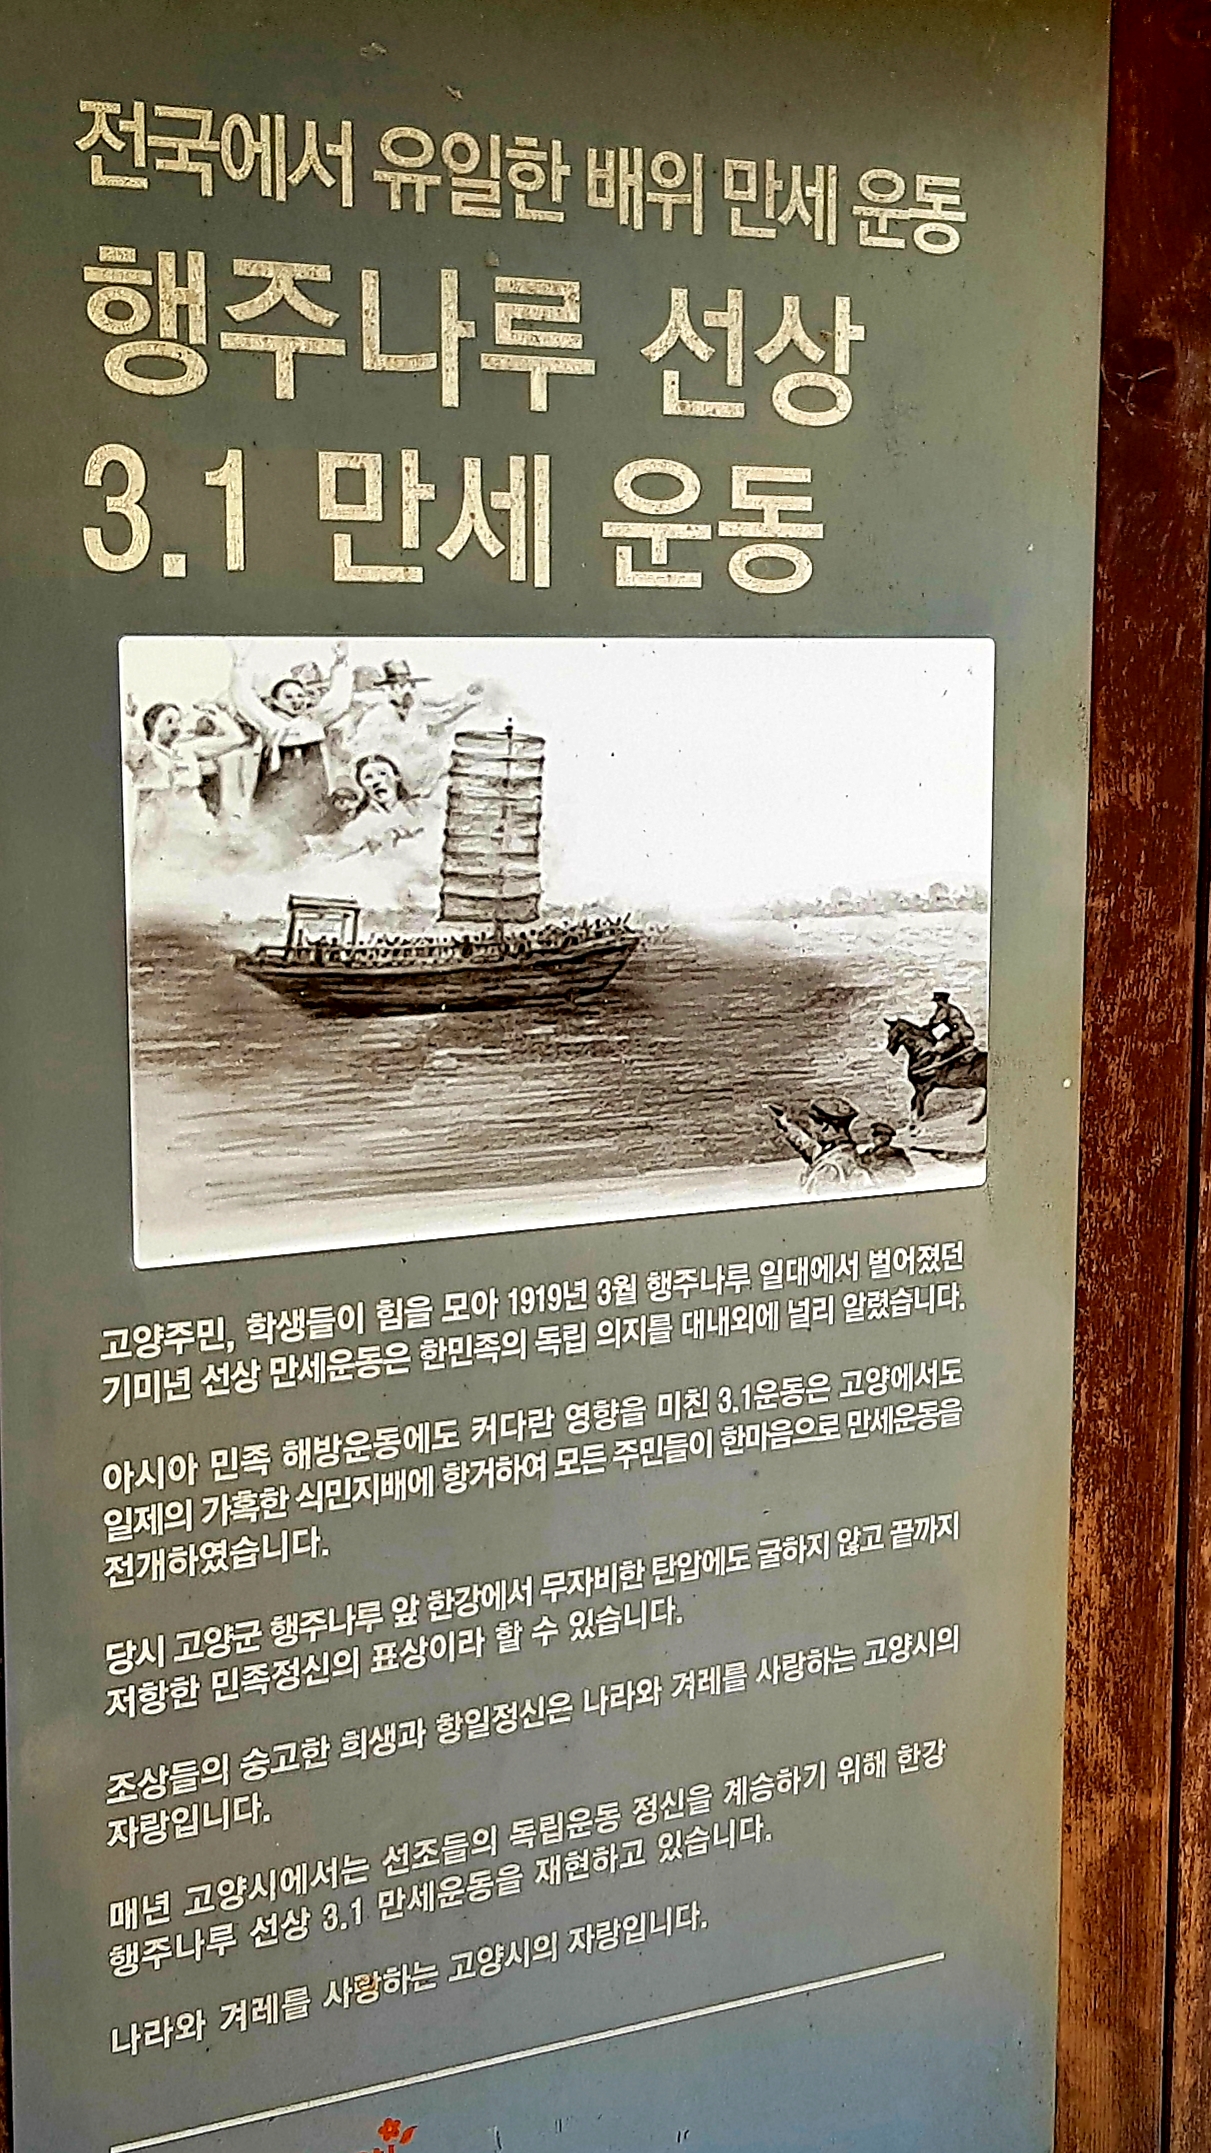 전국에서 유일한 배위 만세 운동
행주나루 선상
3.1 만세 운동
고양주민, 학생들이 힘을 모아 1919년 3월 행주나루 일대에서 벌어졌던
기미년 선상 만세운동은 한민족의 독립 의지를 대내외에 널리 알렸습니다.
아시아 민족 해방운동에도 커다란 영향을 미친 3.1운동은 고양에서도
일제의 가혹한 식민지배에 항거하여 모든 주민들이 한마음으로 만세운동을
전개하였습니다.
당시 고양군 행주나루 앞 한강에서 무자비한 탄압에도 굴하지 않고 끝까지
저항한 민족정신의 표상이라 할 수 있습니다.
조상들의 숭고한 희생과 항일정신은 나라와 겨레를 사랑하는 고양시의
자랑입니다.
매년 고양시에서는 선조들의 독립운동 정신을 계승하기 위해 한강
행주나루 선상 3.1 만세운동을 재현하고 있습니다.
나라와 겨레를 사랑하는 고양시의 자랑입니다.